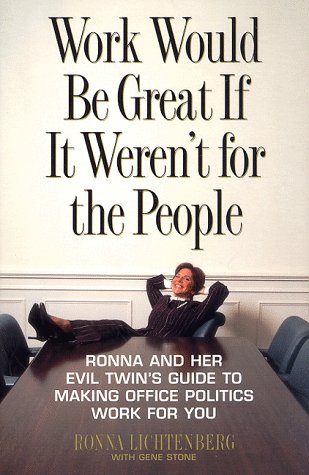 Work Would
Be Great If
It Weren't for
the People
RONNA AND HER
EVIL TWIN'S GUIDE TO
MAKING OFFICE POLITICS
WORK FOR YOU
RONNA LICHTENBERG
WITH GENE STONE